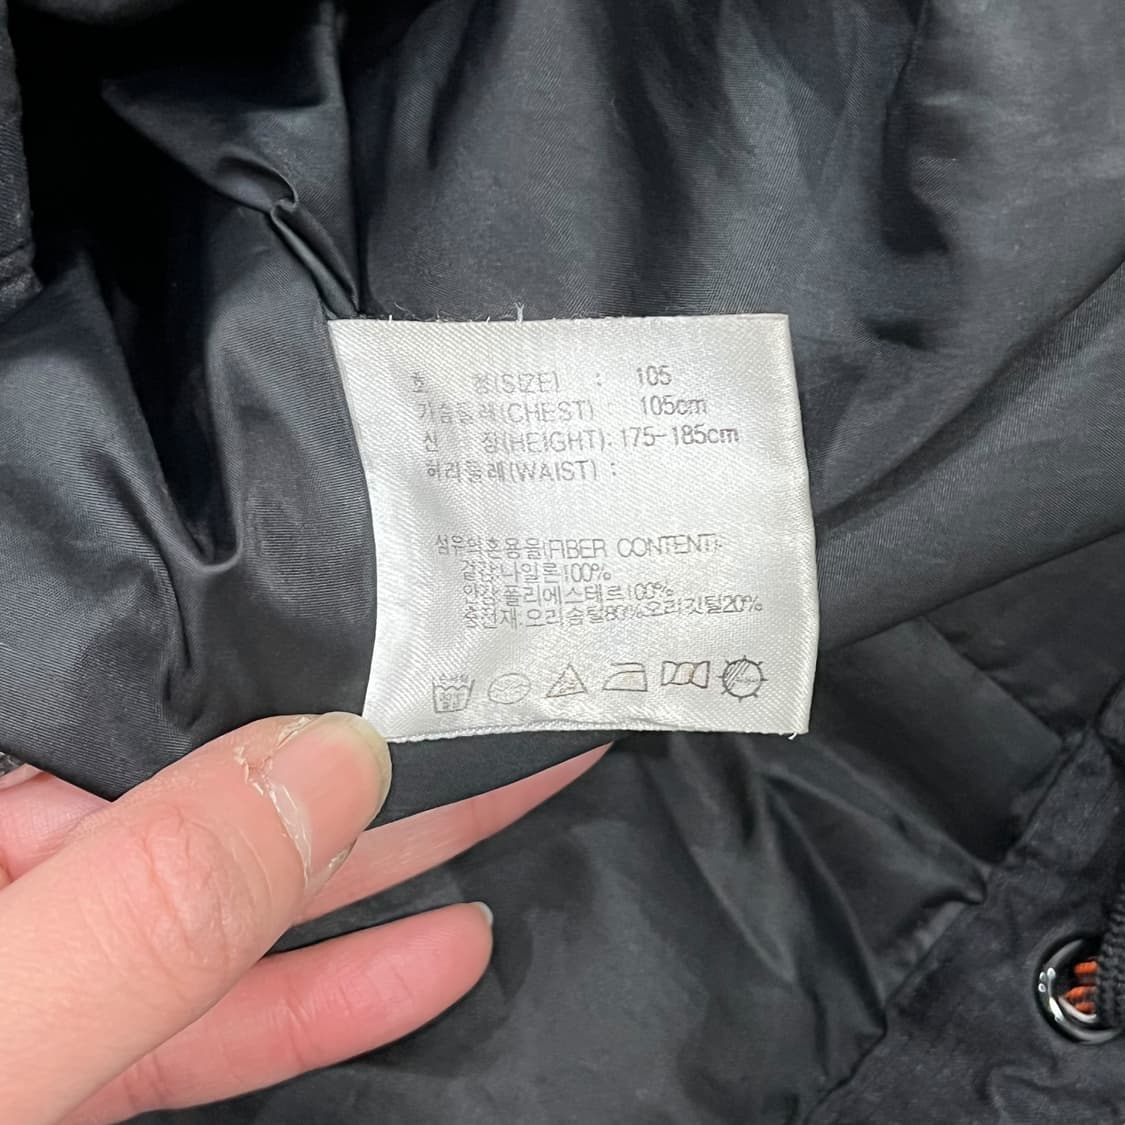 호 칭(SIZE) : 105
가슴둘레(CHEST) : 105cm
신 장(HEIGHT): 175-185cm
허리둘레(WAIST) :
섬유의혼용율(FIBER CONTENT):
겉감:나일론100%
안감:폴리에스테르100%
충전재:오리솜털80%오리깃털20%